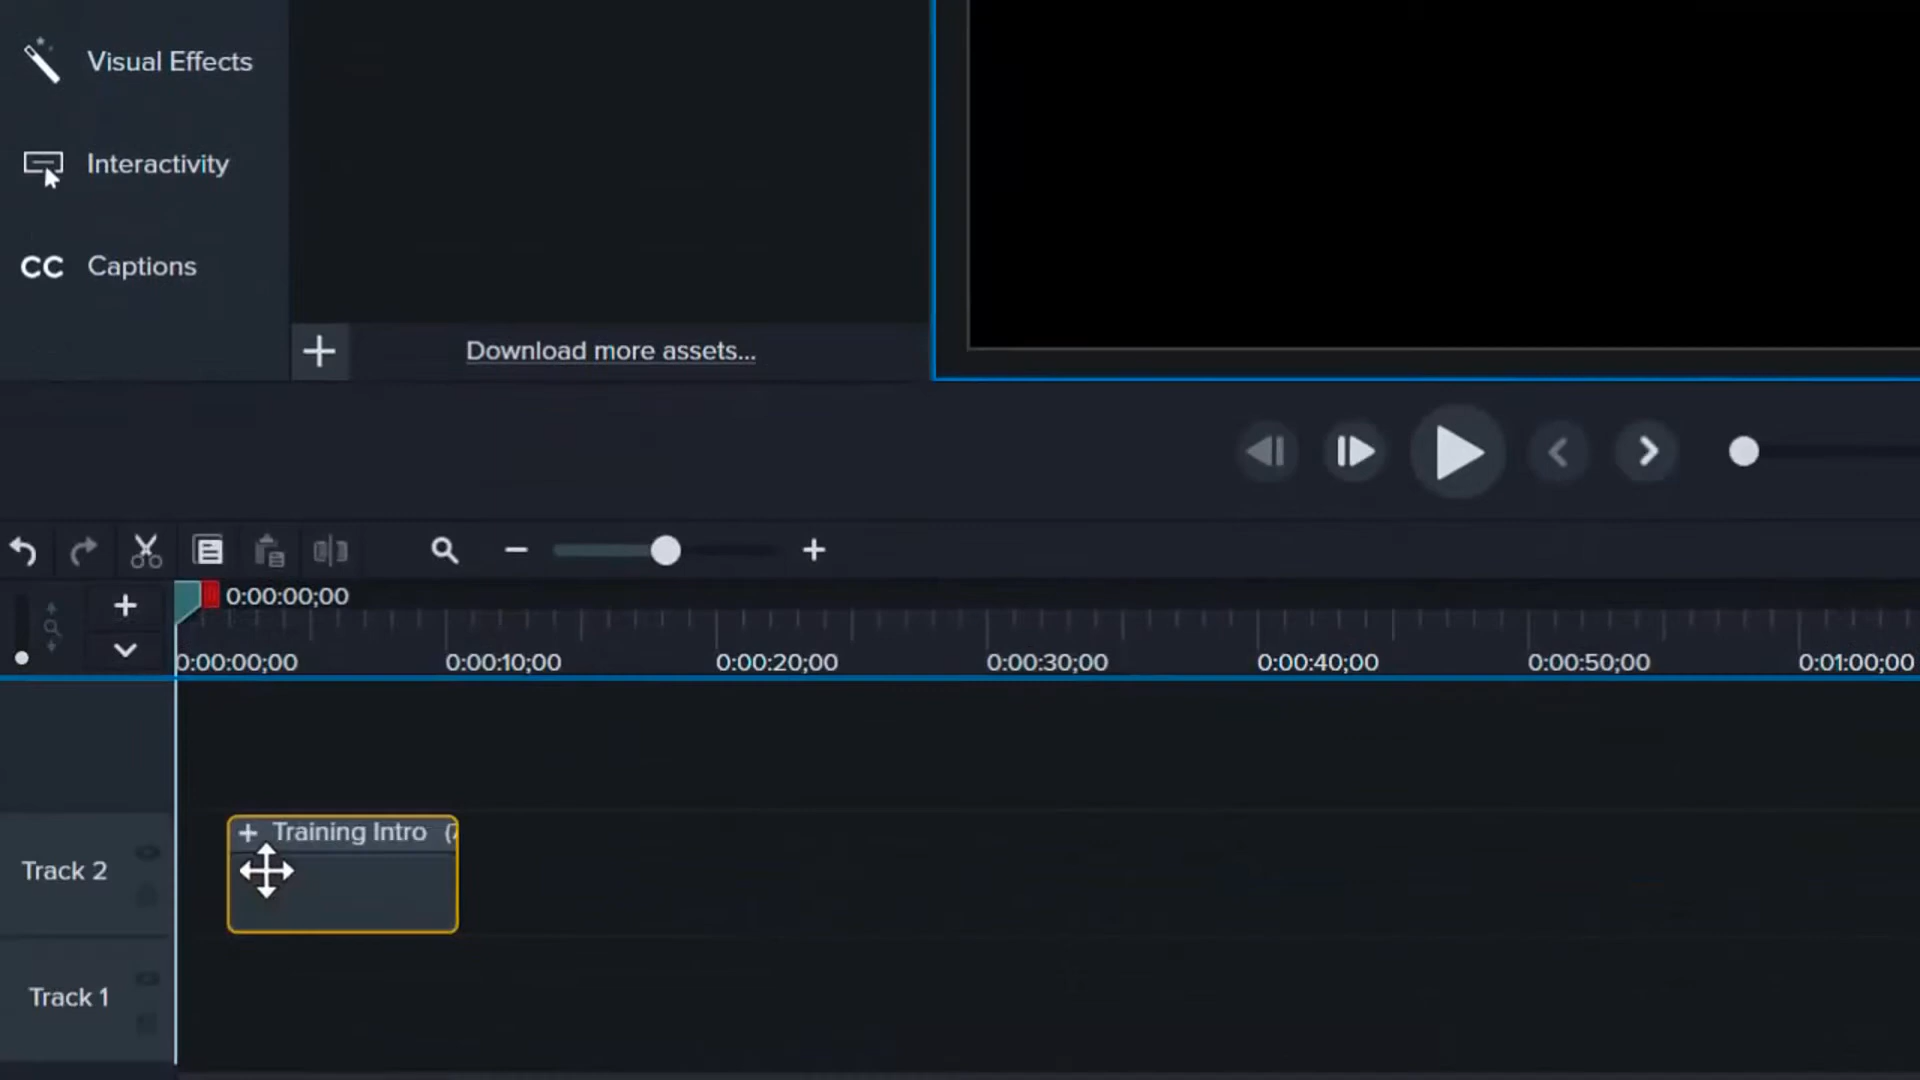 Visual Effects
Interactivity
CC Captions
Download more assets...
0:00:00;00
0:00:00;00 0:00:10;00 0:00:20;00 0:00:30;00 0:00:40;00 0:00:50;00 0:01:00;00
Training Intro
Track 2
Track 1